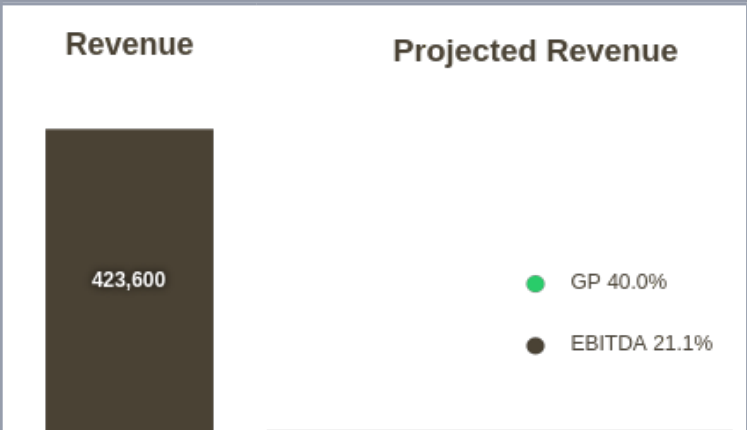 Revenue
Projected Revenue
423,600
GP 40.0%
EBITDA 21.1%